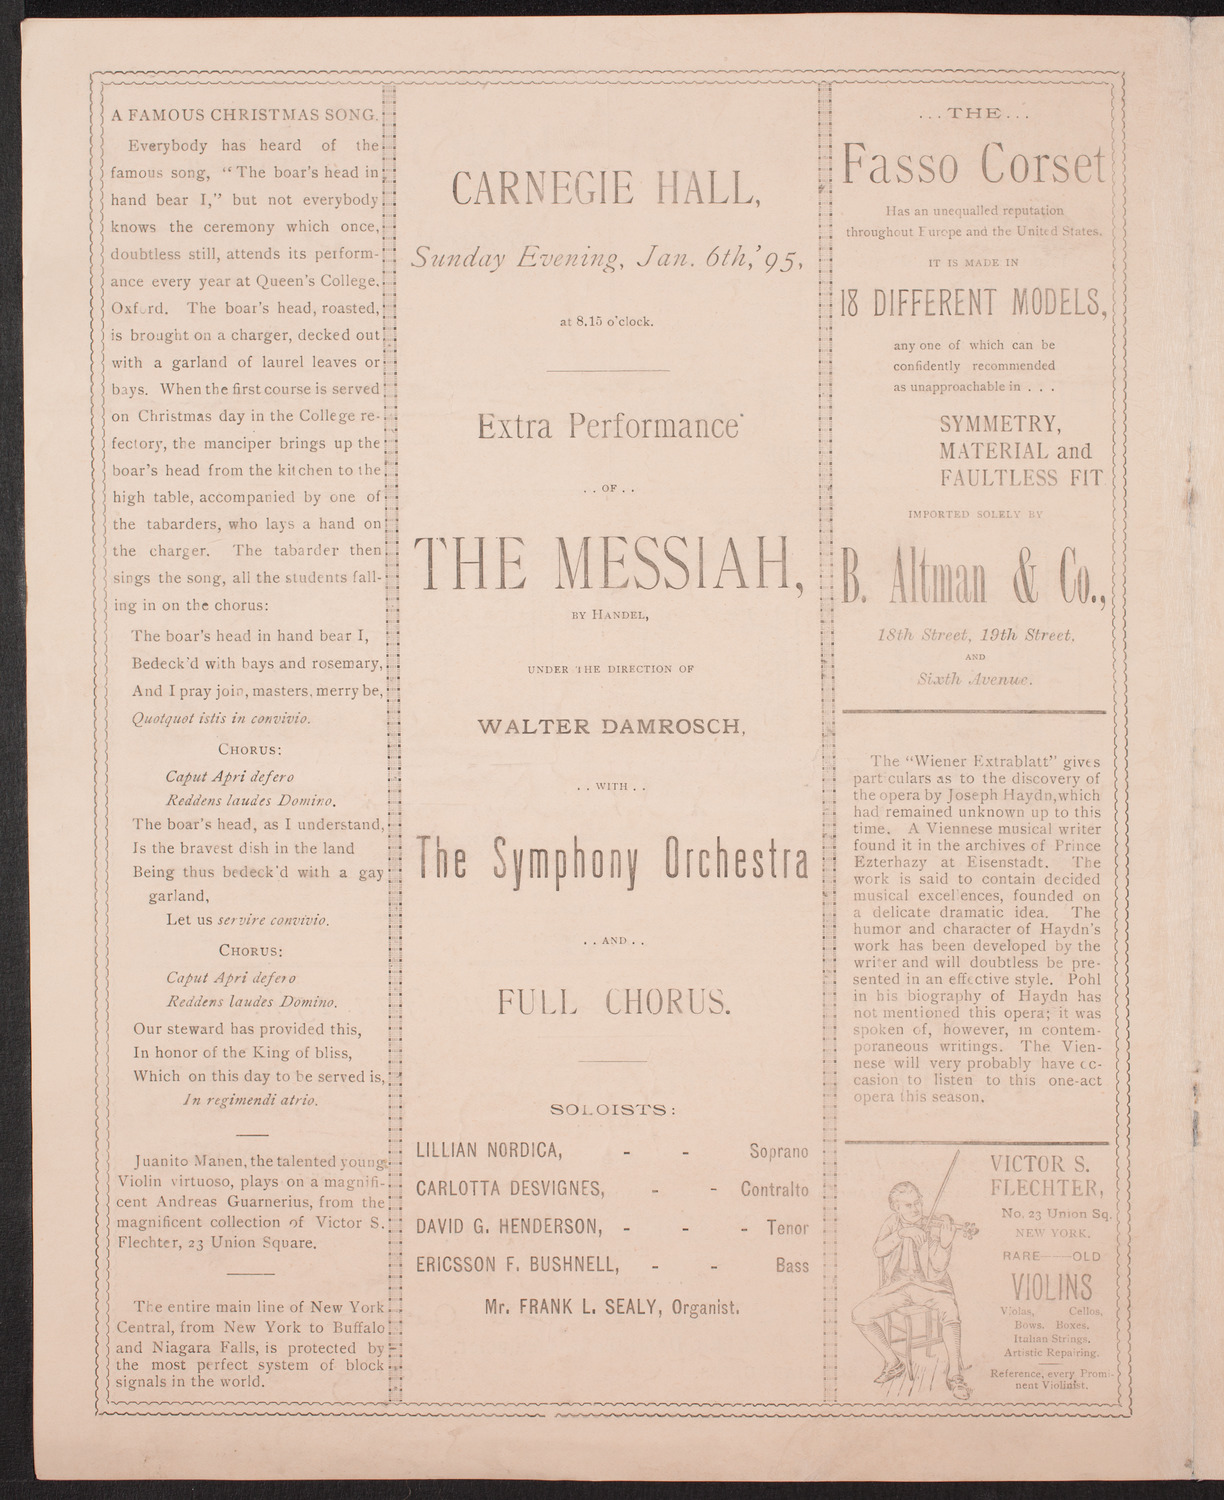 A FAMOUS CHRISTMAS SONG.
Everybody has heard of the
famous song, “The boar's head in
hand bear I,” but not everybody
knows the ceremony which once,
doubtless still, attends its perform-
ance every year at Queen's College,
Oxford. The boar's head, roasted,
is brought on a charger, decked out
with a garland of laurel leaves or
bays. When the first course is served
on Christmas day in the College re-
fectory, the manciper brings up the
boar's head from the kitchen to the
high table, accompanied by one of
the tabarders, who lays a hand on
the charger. The tabarder then
sings the song, all the students fall-
ing in on the chorus:
The boar's head in hand bear I,
Bedeck'd with bays and rosemary,
And I pray join, masters, merry be,
Quotquot istis in convivio.
CHORUS:
Caput Apri defero
Reddens laudes Domino.
The boar's head, as I understand,
Is the bravest dish in the land
Being thus bedeck'd with a gay
garland,
Let us servire convivio.
CHORUS:
Caput Apri defero
Reddens laudes Domino.
Our steward has provided this,
In honor of the King of bliss,
Which on this day to be served is,
In regimendi atrio.
Juanito Manen, the talented young
Violin virtuoso, plays on a magnifi-
cent Andreas Guarnerius, from the
magnificent collection of Victor S.
Flechter, 23 Union Square.
The entire main line of New York
Central, from New York to Buffalo
and Niagara Falls, is protected by
the most perfect system of block
signals in the world.
CARNEGIE HALL,
Sunday Evening, Jan. 6th,'95,
at 8.15 o'clock.
Extra Performance
. . OF . .
THE MESSIAH,
BY HANDEL,
UNDER THE DIRECTION OF
WALTER DAMROSCH,
. . WITH . .
The Symphony Orchestra
. . AND . .
FULL CHORUS.
SOLOISTS:
LILLIAN NORDICA, - - Soprano
CARLOTTA DESVIGNES, - - Contralto
DAVID G. HENDERSON, - - - Tenor
ERICSSON F. BUSHNELL, - - Bass
Mr. FRANK L. SEALY, Organist.
...THE...
Fasso Corset
Has an unequalled reputation
throughout Europe and the United States.
IT IS MADE IN
18 DIFFERENT MODELS,
any one of which can be
confidently recommended
as unapproachable in . . .
SYMMETRY,
MATERIAL and
FAULTLESS FIT
IMPORTED SOLELY BY
B. Altman & Co.,
18th Street, 19th Street,
AND
Sixth Avenue.
The “Wiener Extrablatt” gives
part culars as to the discovery of
the opera by Joseph Haydn, which
had remained unknown up to this
time. A Viennese musical writer
found it in the archives of Prince
Ezterhazy at Eisenstadt. The
work is said to contain decided
musical excellences, founded on
a delicate dramatic idea. The
humor and character of Haydn's
work has been developed by the
writer and will doubtless be pre-
sented in an effective style. Pohl
in his biography of Haydn has
not mentioned this opera; it was
spoken of, however, in contem-
poraneous writings. The Vien-
nese will very probably have oc-
casion to listen to this one-act
opera this season.
VICTOR S.
FLECHTER,
No. 23 Union Sq.
NEW YORK.
RARE——OLD
VIOLINS
Violas, Cellos,
Bows. Boxes.
Italian Strings.
Artistic Repairing.
Reference, every Promi-
nent Violinist.